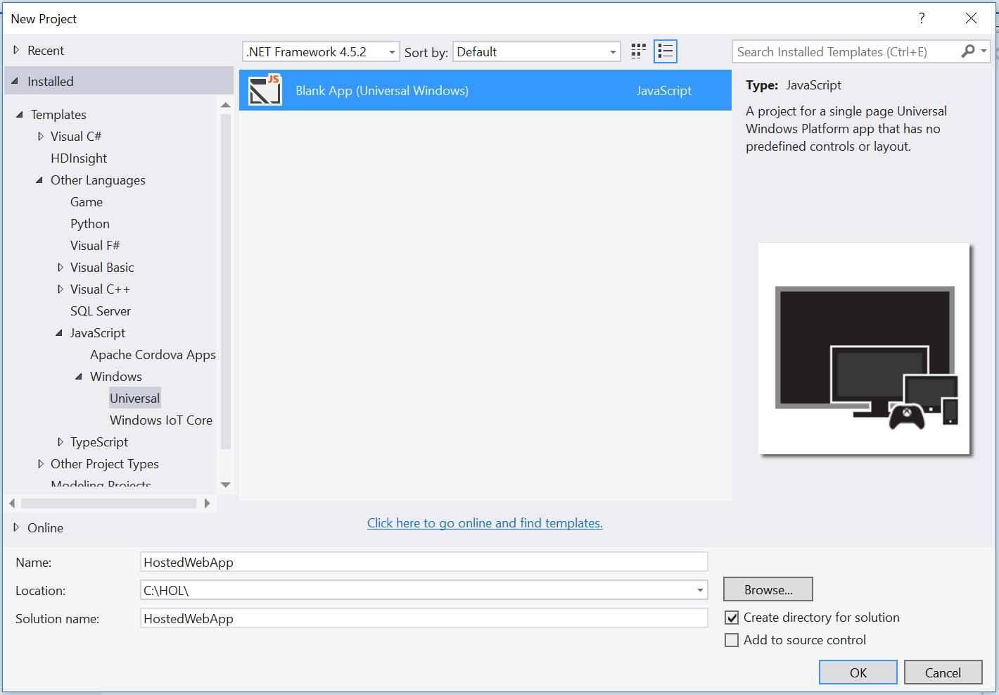 New Project
?
Recent
.NET Framework 4.5.2
Sort by:
Default
Search Installed Templates (Ctrl+E)
Installed
JS
Blank App (Universal Windows)
JavaScript
Type: JavaScript
A project for a single page Universal
Windows Platform app that has no
predefined controls or layout.
Templates
Visual C#
HDInsight
Other Languages
Game
Python
Visual F#
Visual Basic
Visual C++
SQL Server
JavaScript
Apache Cordova Apps
Windows
Universal
Windows IoT Core
TypeScript
Other Project Types
Modeling Projects
Online
Click here to go online and find templates.
Name:
HostedWebApp
Location:
C:\HOL\
Browse...
Solution name:
HostedWebApp
Create directory for solution
Add to source control
OK
Cancel